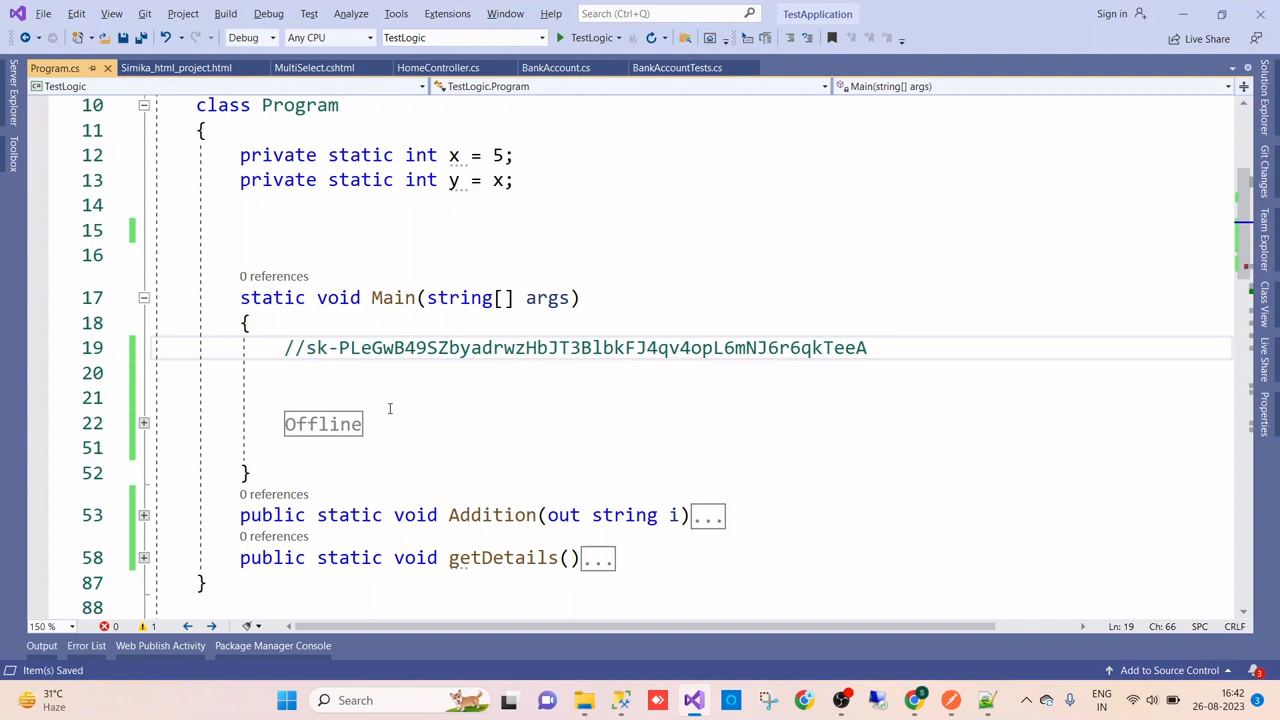 File Edit View Git Project Build Debug Test Analyze Tools Extensions Window Help Search (Ctrl+Q) TestApplication Sign in
Debug Any CPU TestLogic TestLogic Live Share
Program.cs Simika_html_project.html MultiSelect.cshtml HomeController.cs BankAccount.cs BankAccountTests.cs
TestLogic TestLogic.Program Main(string[] args)
Server Explorer
Toolbox
10 class Program
11 {
12 private static int x = 5;
13 private static int y = x;
14
15
16
0 references
17 static void Main(string[] args)
18 {
19 //[API key omitted]
20
21
22 Offline
51
52 }
0 references
53 public static void Addition(out string i)...
0 references
58 public static void getDetails()...
87 }
88
Solution Explorer
Git Changes
Team Explorer
Class View
Live Share
Properties
150 % 0 1 Ln: 19 Ch: 66 SPC CRLF
Output Error List Web Publish Activity Package Manager Console
Item(s) Saved Add to Source Control 3
31°C
Haze
Search
ENG
IN
16:42
26-08-2023
3